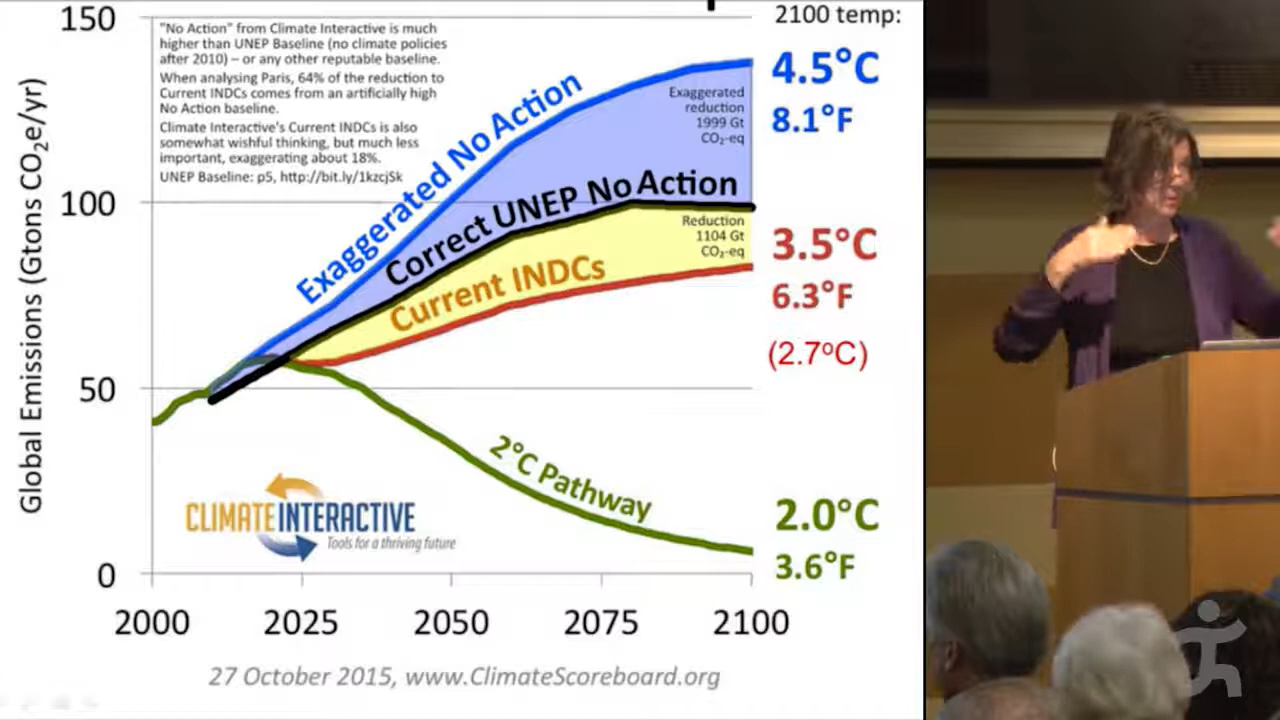 150
"No Action" from Climate Interactive is much
higher than UNEP Baseline (no climate policies
after 2010) – or any other reputable baseline.
When analysing Paris, 64% of the reduction to
Current INDCs comes from an artificially high
No Action baseline.
Climate Interactive's Current INDCs is also
somewhat wishful thinking, but much less
important, exaggerating about 18%.
UNEP Baseline: p5, http://bit.ly/1kzcjSk
2100 temp:
4.5°C
8.1°F
Exaggerated
reduction
1999 Gt
CO₂-eq
Exaggerated No Action
Global Emissions (Gtons CO₂e/yr)
100
Correct UNEP No Action
Reduction
1104 Gt
CO₂-eq
3.5°C
6.3°F
(2.7°C)
Current INDCs
50
2°C Pathway
2.0°C
3.6°F
CLIMATE INTERACTIVE
Tools for a thriving future
0
2000 2025 2050 2075 2100
27 October 2015, www.ClimateScoreboard.org